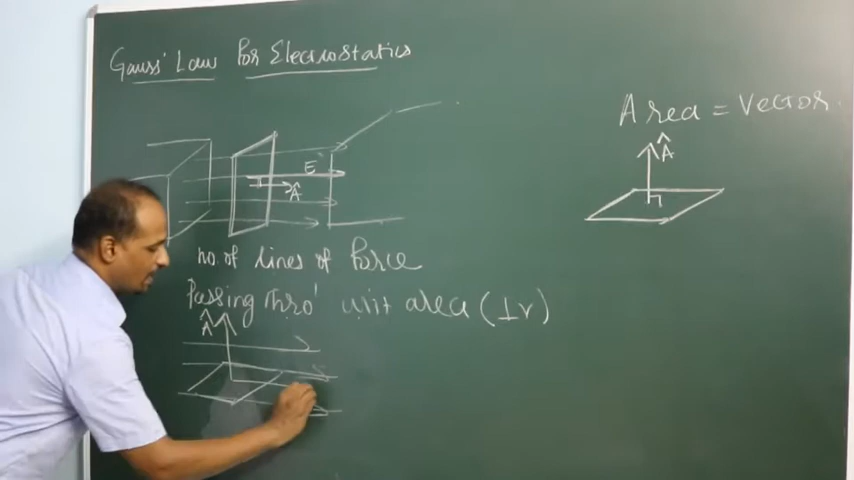 Gauss' Law for Electrostatics
Area = Vector
Â
E
Â
no. of lines of force
Passing thro' unit area (⊥r)
Â